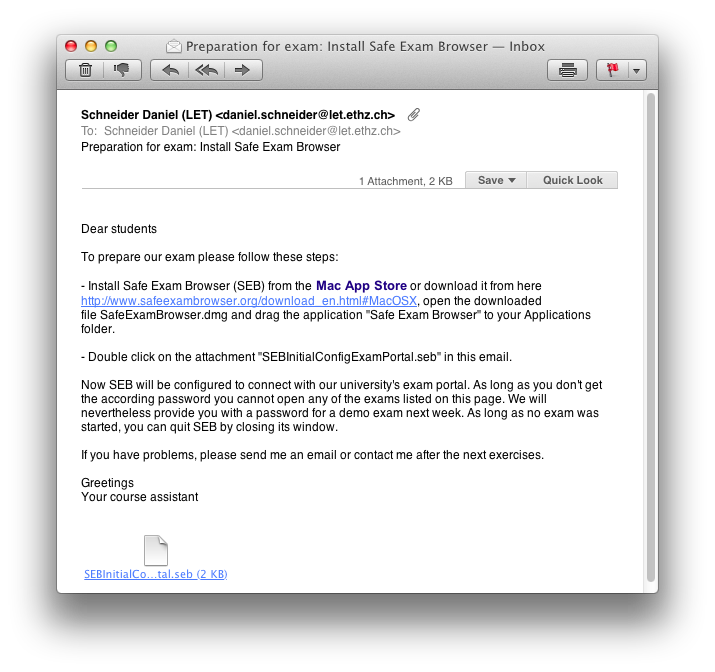 Preparation for exam: Install Safe Exam Browser — Inbox
Schneider Daniel (LET) <daniel.schneider@let.ethz.ch>
To: Schneider Daniel (LET) <daniel.schneider@let.ethz.ch>
Preparation for exam: Install Safe Exam Browser
1 Attachment, 2 KB Save Quick Look
Dear students
To prepare our exam please follow these steps:
- Install Safe Exam Browser (SEB) from the Mac App Store or download it from here
http://www.safeexambrowser.org/download_en.html#MacOSX, open the downloaded
file SafeExamBrowser.dmg and drag the application "Safe Exam Browser" to your Applications
folder.
- Double click on the attachment "SEBInitialConfigExamPortal.seb" in this email.
Now SEB will be configured to connect with our university's exam portal. As long as you don't get
the according password you cannot open any of the exams listed on this page. We will
nevertheless provide you with a password for a demo exam next week. As long as no exam was
started, you can quit SEB by closing its window.
If you have problems, please send me an email or contact me after the next exercises.
Greetings
Your course assistant
SEBInitialCo...tal.seb (2 KB)